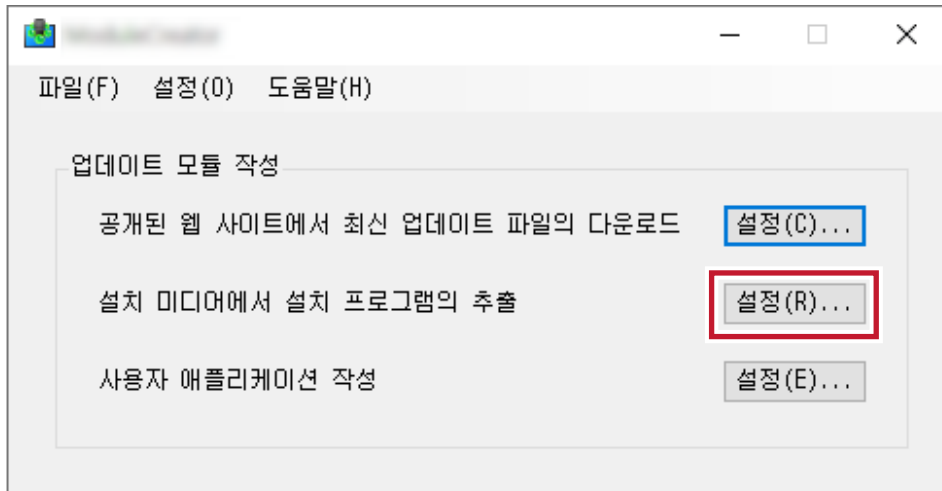 파일(F) 설정(O) 도움말(H)
업데이트 모듈 작성
공개된 웹 사이트에서 최신 업데이트 파일의 다운로드 설정(C)...
설치 미디어에서 설치 프로그램의 추출 설정(R)...
사용자 애플리케이션 작성 설정(E)...